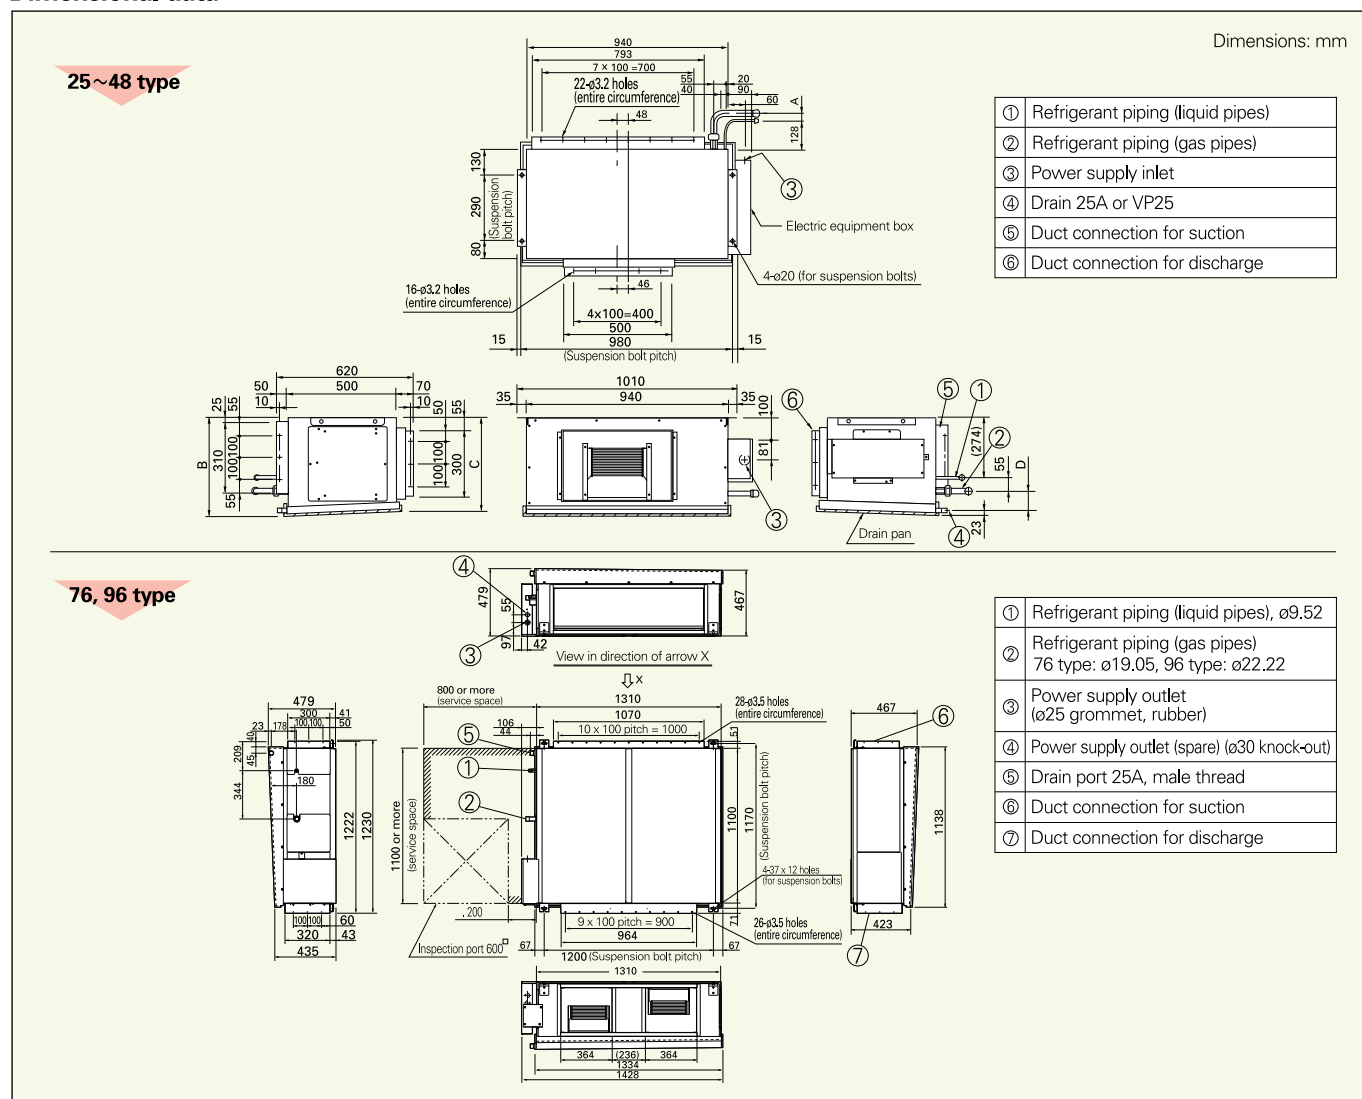 Dimensions: mm
25~48 type
940
793
7 × 100 =700
55
20
22-ø3.2 holes
(entire circumference)
40
90
60
A
48
128
130
290
(Suspension
bolt pitch)
80
③
Electric equipment box
4-ø20 (for suspension bolts)
16-ø3.2 holes
(entire circumference)
46
4x100=400
500
15
980
15
(Suspension bolt pitch)
① Refrigerant piping (liquid pipes)
② Refrigerant piping (gas pipes)
③ Power supply inlet
④ Drain 25A or VP25
⑤ Duct connection for suction
⑥ Duct connection for discharge
620
50
500
70
10
10
25
55
50
55
B
310
100
100
55
100
100
300
C
1010
35
940
35
100
81
③
⑥
⑤
①
②
(274)
55
D
23
④
Drain pan
76, 96 type
④
479
55
467
97
③
42
View in direction of arrow X
X
800 or more
(service space)
1310
28-ø3.5 holes
(entire circumference)
1070
106
44
10 x 100 pitch = 1000
51
⑤
①
②
1100 or more
(service space)
1100
1170
(Suspension bolt pitch)
4-37 x 12 holes
(for suspension bolts)
200
71
9 x 100 pitch = 900
26-ø3.5 holes
(entire circumference)
964
Inspection port 600□
67
67
1200 (Suspension bolt pitch)
479
300
41
23
178
100
100
50
40
209
45
180
344
1222
1230
100
100
60
320
43
435
467
⑥
1138
423
⑦
1310
364
(236)
364
1334
1428
① Refrigerant piping (liquid pipes), ø9.52
② Refrigerant piping (gas pipes)
76 type: ø19.05, 96 type: ø22.22
③ Power supply outlet
(ø25 grommet, rubber)
④ Power supply outlet (spare) (ø30 knock-out)
⑤ Drain port 25A, male thread
⑥ Duct connection for suction
⑦ Duct connection for discharge